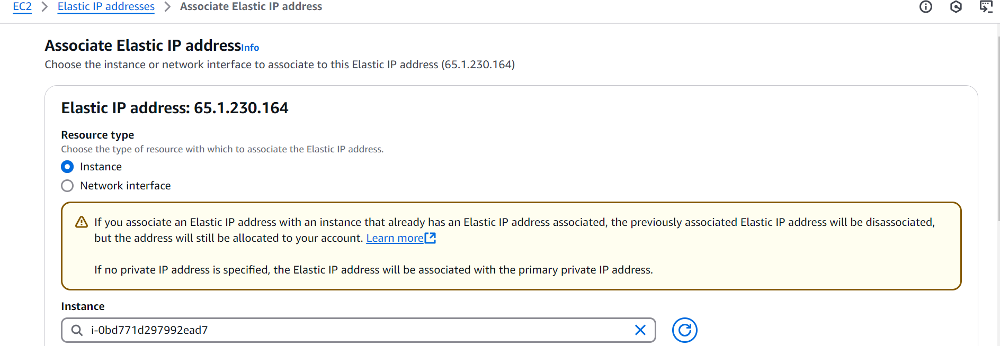 EC2 > Elastic IP addresses > Associate Elastic IP address
Associate Elastic IP address Info
Choose the instance or network interface to associate to this Elastic IP address (65.1.230.164)
Elastic IP address: 65.1.230.164
Resource type
Choose the type of resource with which to associate the Elastic IP address.
Instance
Network interface
If you associate an Elastic IP address with an instance that already has an Elastic IP address associated, the previously associated Elastic IP address will be disassociated,
but the address will still be allocated to your account. Learn more
If no private IP address is specified, the Elastic IP address will be associated with the primary private IP address.
Instance
i-0bd771d297992ead7